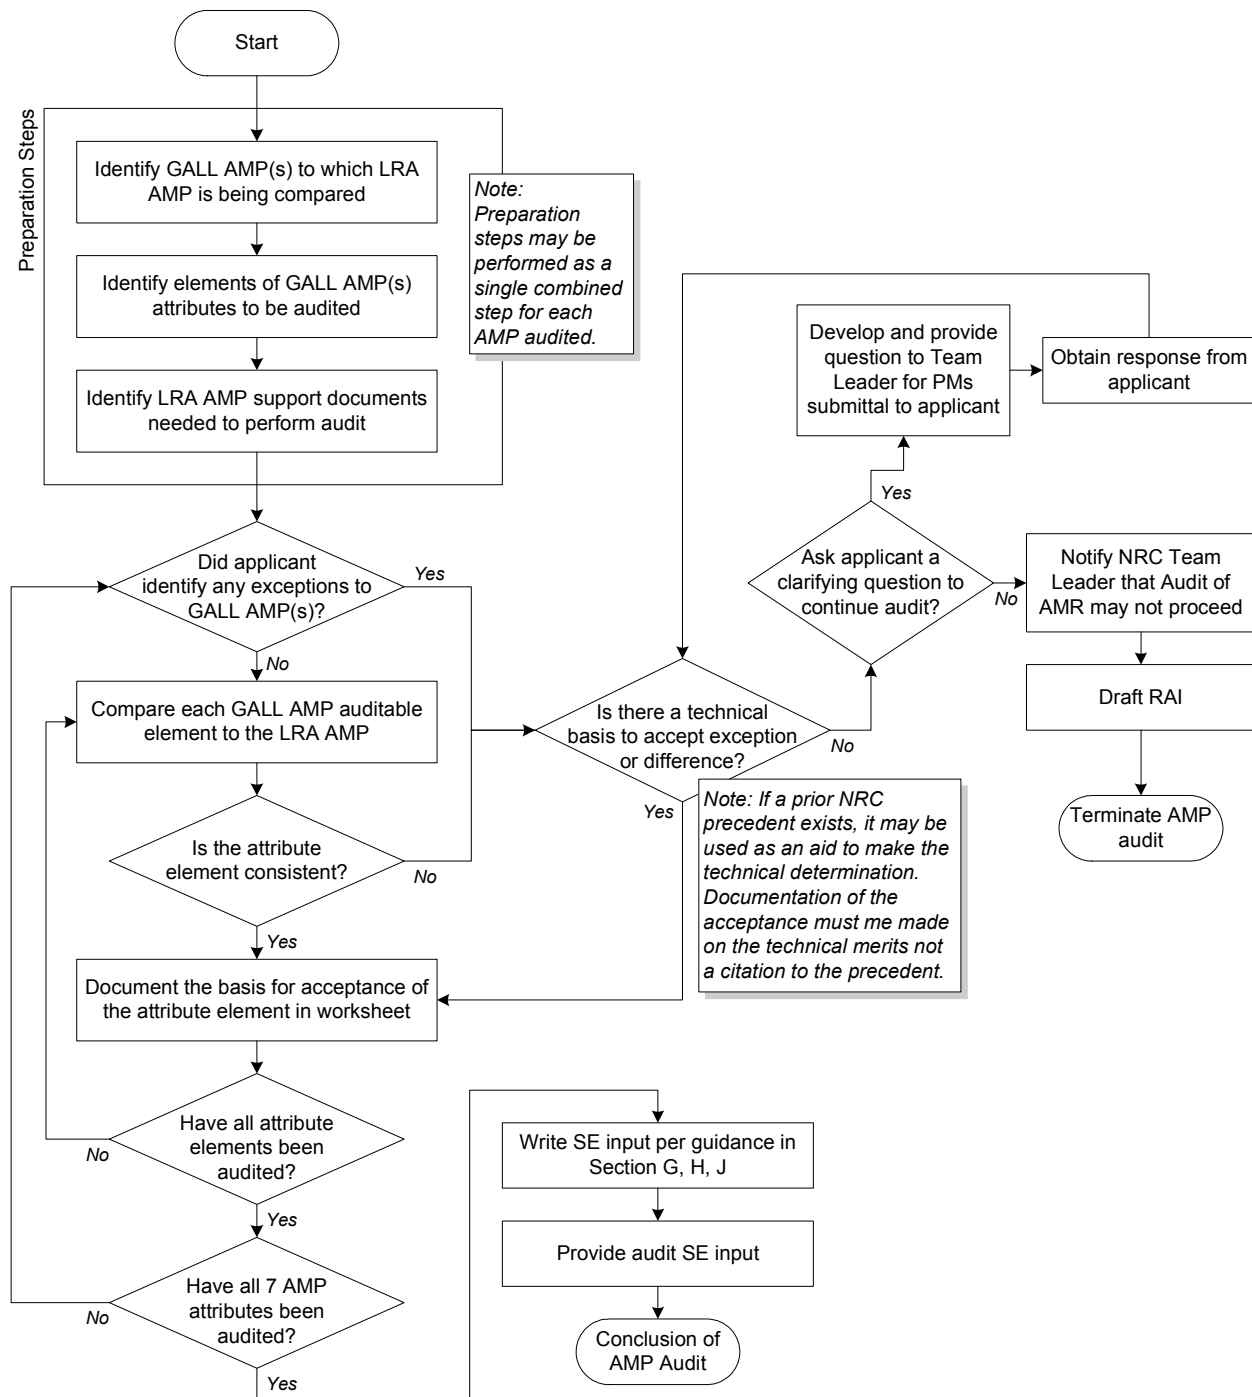 Start
Preparation Steps
Identify GALL AMP(s) to which LRA
AMP is being compared
Identify elements of GALL AMP(s)
attributes to be audited
Identify LRA AMP support documents
needed to perform audit
Note:
Preparation
steps may be
performed as a
single combined
step for each
AMP audited.
Did applicant
identify any exceptions to
GALL AMP(s)?
Yes
No
Compare each GALL AMP auditable
element to the LRA AMP
Is the attribute
element consistent?
No
Yes
Document the basis for acceptance of
the attribute element in worksheet
Have all attribute
elements been
audited?
No
Yes
Have all 7 AMP
attributes been
audited?
No
Yes
Is there a technical
basis to accept exception
or difference?
No
Yes
Note: If a prior NRC
precedent exists, it may be
used as an aid to make the
technical determination.
Documentation of the
acceptance must me made
on the technical merits not
a citation to the precedent.
Develop and provide
question to Team
Leader for PMs
submittal to applicant
Obtain response from
applicant
Yes
Ask applicant a
clarifying question to
continue audit?
No
Notify NRC Team
Leader that Audit of
AMR may not proceed
Draft RAI
Terminate AMP
audit
Write SE input per guidance in
Section G, H, J
Provide audit SE input
Conclusion of
AMP Audit